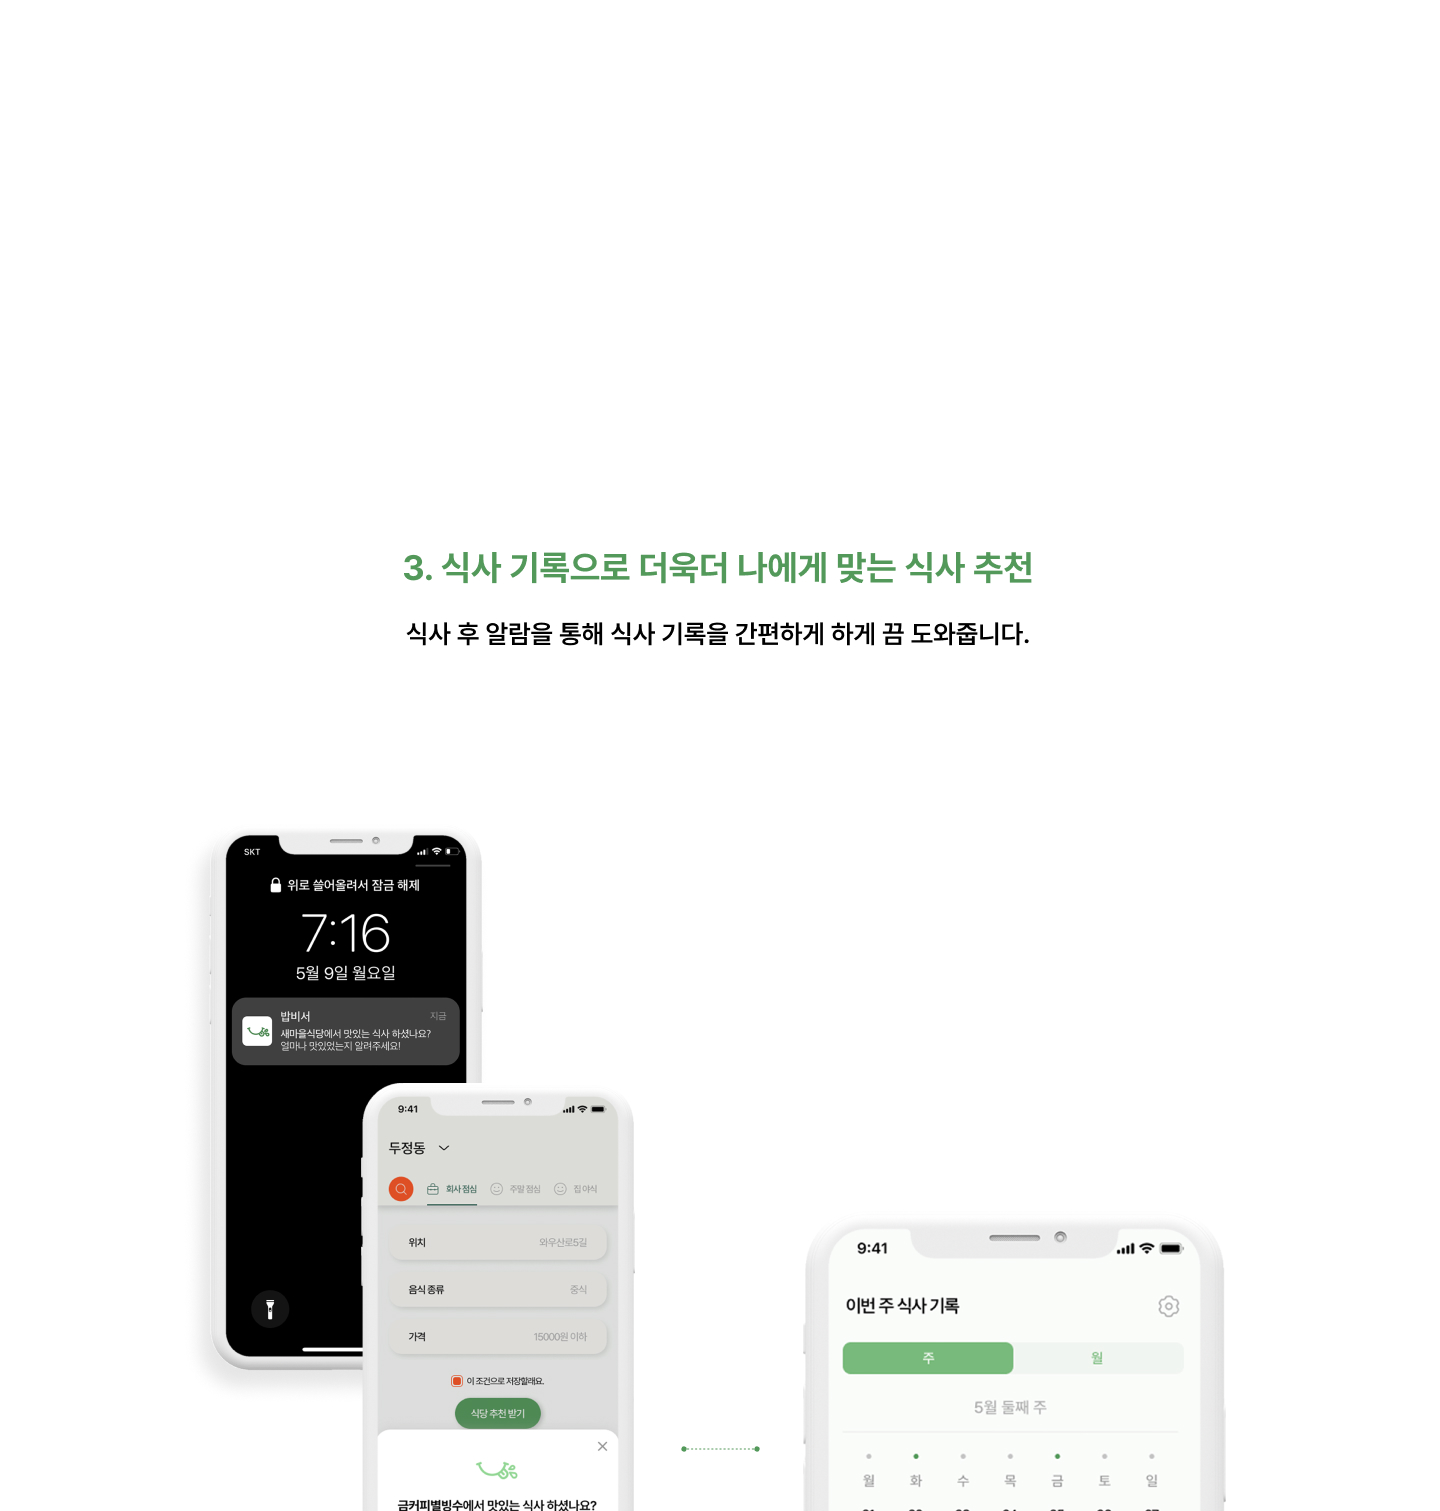 3. 식사 기록으로 더욱더 나에게 맞는 식사 추천
식사 후 알람을 통해 식사 기록을 간편하게 하게 끔 도와줍니다.
SKT
위로 쓸어올려서 잠금 해제
7:16
5월 9일 월요일
밥비서 지금
새마을식당에서 맛있는 식사 하셨나요?
얼마나 맛있었는지 알려주세요!
9:41
두정동
회사 점심 주말 점심 집 야식
위치 와우산로5길
음식 종류 중식
가격 15000원 이하
이 조건으로 저장할래요.
식당 추천 받기
금커피별빙수에서 맛있는 식사 하셨나요?
9:41
이번 주 식사 기록
주 월
5월 둘째 주
월 화 수 목 금 토 일